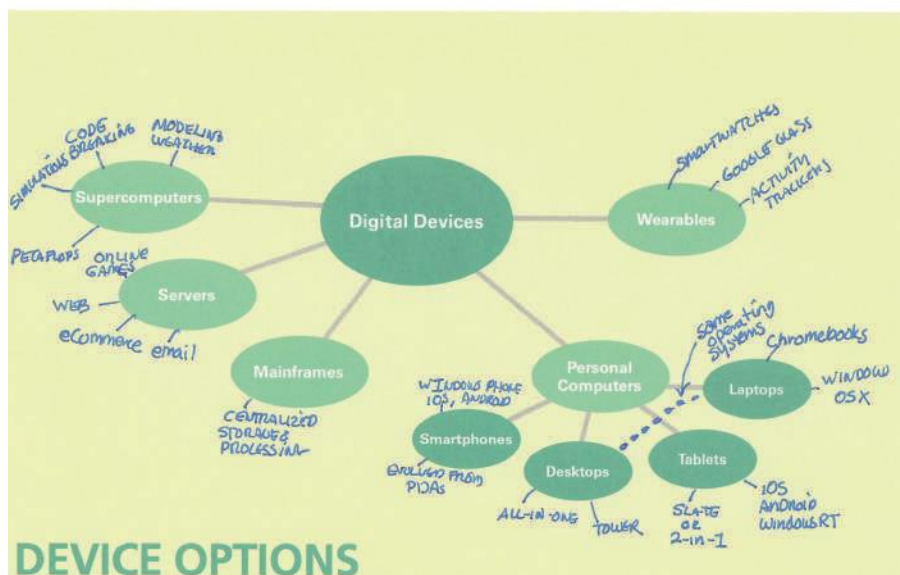 CODE
BREAKING
MODELING
WEATHER
SIMULATIONS
Supercomputers
PETAFLOPS
ONLINE
GAMES
Servers
WEB
eCommerce
email
Mainframes
CENTRALIZED
STORAGE &
PROCESSING
Digital Devices
SMARTWATCHES
GOOGLE GLASS
ACTIVITY
TRACKERS
Wearables
Personal
Computers
SAME
OPERATING
SYSTEMS
Chromebooks
Laptops
WINDOWS
OSX
WINDOWS PHONE
IOS, ANDROID
Smartphones
EVOLVED FROM
PDAs
Desktops
ALL-IN-ONE
TOWER
Tablets
SLATE
OR
2-in-1
iOS
ANDROID
WINDOWS RT
DEVICE OPTIONS